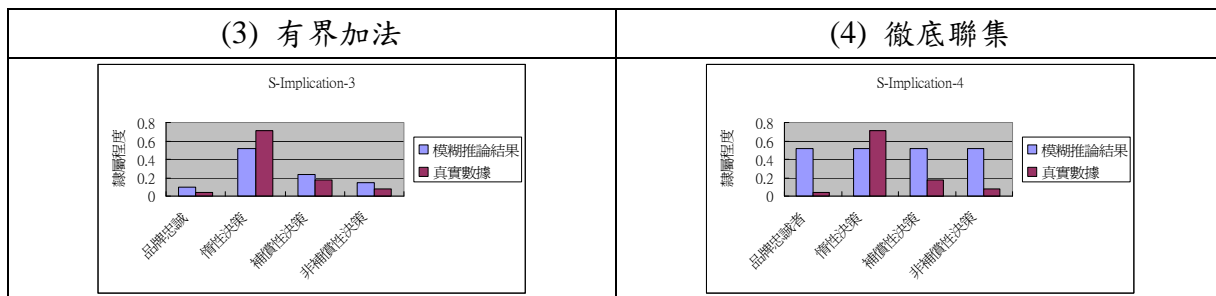 (3) 有界加法
(4) 徹底聯集
S-Implication-3
隸屬程度
0.8
0.6
0.4
0.2
0
品牌忠誠
惰性決策
補償性決策
非補償性決策
模糊推論結果
真實數據
S-Implication-4
隸屬程度
0.8
0.6
0.4
0.2
0
品牌忠誠者
惰性決策
補償性決策
非補償性決策
模糊推論結果
真實數據